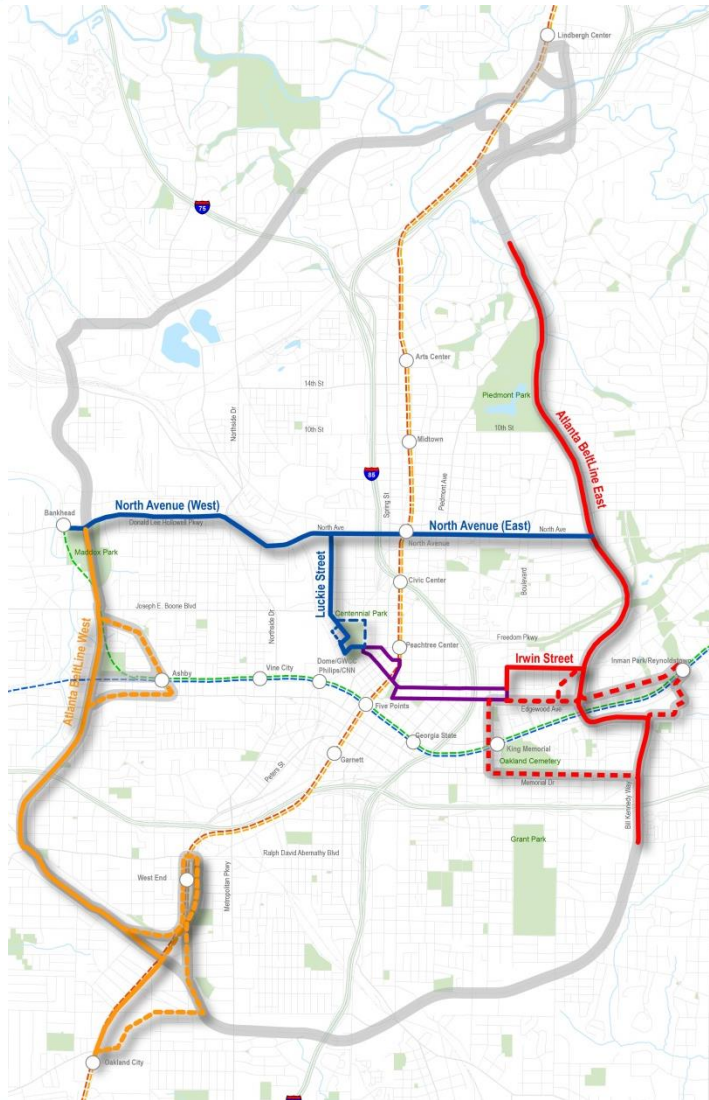 Lindbergh Center
75
Arts Center
14th St
Piedmont Park
Northside Dr
10th St
10th St
Midtown
Atlanta BeltLine East
Piedmont Ave
85
Spring St
Bankhead
North Avenue (West)
Donald Lee Hollowell Pkwy
North Ave
North Avenue (East)
North Ave
North Avenue
Maddox Park
Luckie Street
Civic Center
Boulevard
Joseph E. Boone Blvd
Northside Dr
Centennial Park
Freedom Pkwy
Peachtree Center
Irwin Street
Inman Park/Reynoldstown
Atlanta BeltLine West
Ashby
Vine City
Dome/GWCC
Philips/CNN
Five Points
Edgewood Ave
Georgia State
King Memorial
Oakland Cemetery
Garnett
Peters St
Memorial Dr
Bill Kennedy Way
Grant Park
Ralph David Abernathy Blvd
West End
Metropolitan Pkwy
Oakland City